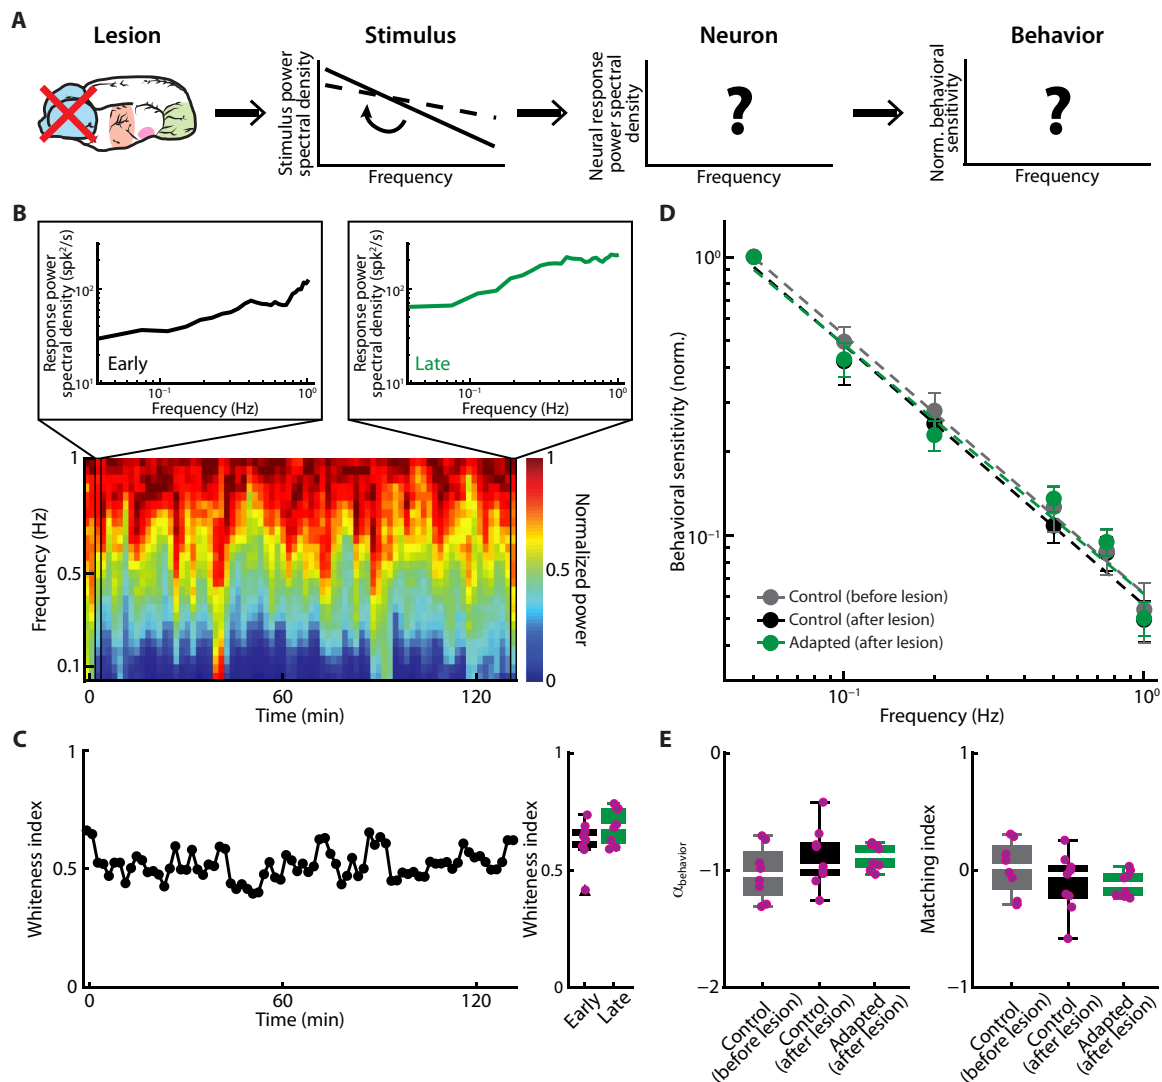 A
Lesion
Stimulus
Neuron
Behavior
Stimulus power
spectral density
Frequency
Neural response
power spectral
density
?
Frequency
Norm. behavioral
sensitivity
?
Frequency
B
Response power
spectral density (spk²/s)
10²
10¹
Early
10⁻¹
10⁰
Frequency (Hz)
Response power
spectral density (spk²/s)
10²
10¹
Late
10⁻¹
10⁰
Frequency (Hz)
Frequency (Hz)
1
0.5
0.1
0
60
120
Time (min)
1
0.5
0
Normalized power
C
Whiteness index
1
0.5
0
0
60
120
Time (min)
Whiteness index
1
0.5
0
Early
Late
D
Behavioral sensitivity (norm.)
10⁰
10⁻¹
Control (before lesion)
Control (after lesion)
Adapted (after lesion)
10⁻¹
10⁰
Frequency (Hz)
E
αbehavior
0
−1
−2
Control
(before lesion)
Control
(after lesion)
Adapted
(after lesion)
Matching index
1
0
−1
Control
(before lesion)
Control
(after lesion)
Adapted
(after lesion)